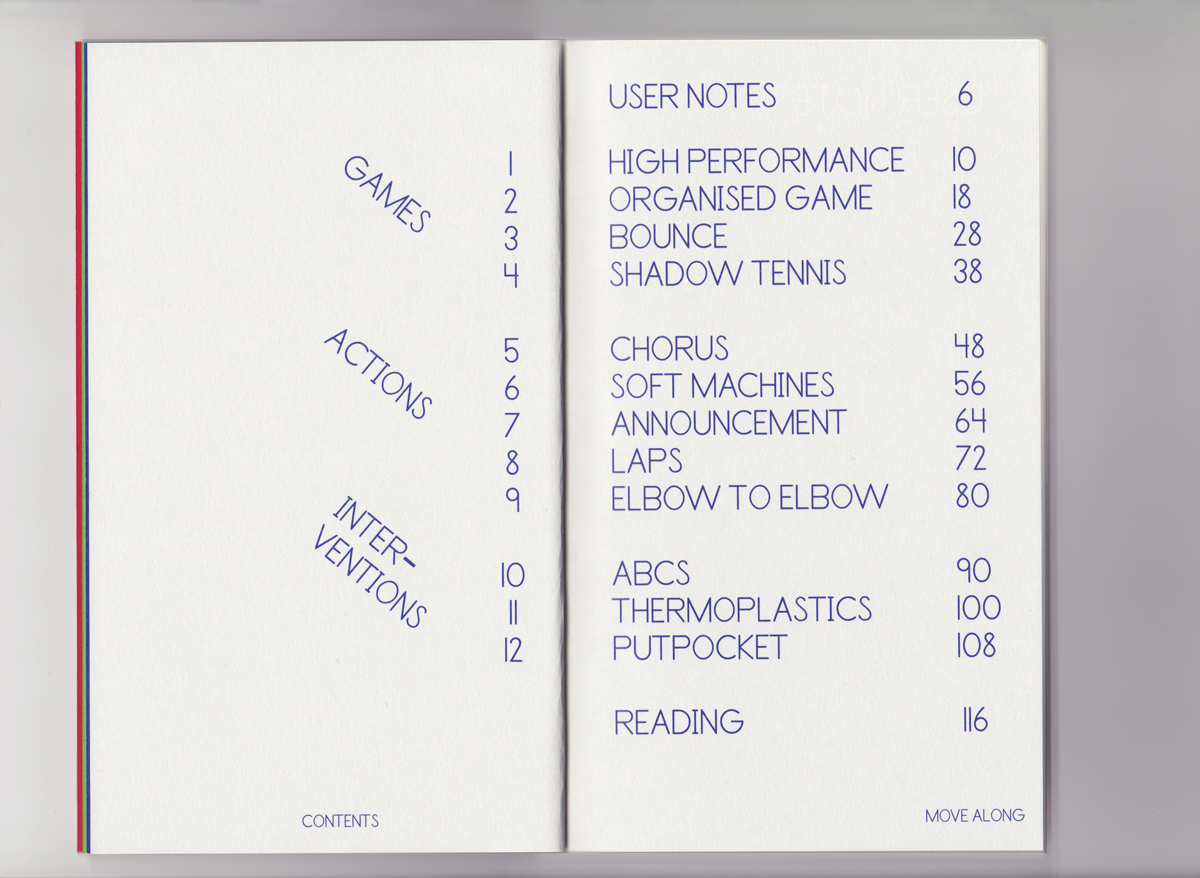 USER NOTES 6
GAMES
1 HIGH PERFORMANCE 10
2 ORGANISED GAME 18
3 BOUNCE 28
4 SHADOW TENNIS 38
ACTIONS
5 CHORUS 48
6 SOFT MACHINES 56
7 ANNOUNCEMENT 64
8 LAPS 72
9 ELBOW TO ELBOW 80
INTER-
VENTIONS
10 ABCS 90
11 THERMOPLASTICS 100
12 PUTPOCKET 108
READING 116
CONTENTS
MOVE ALONG